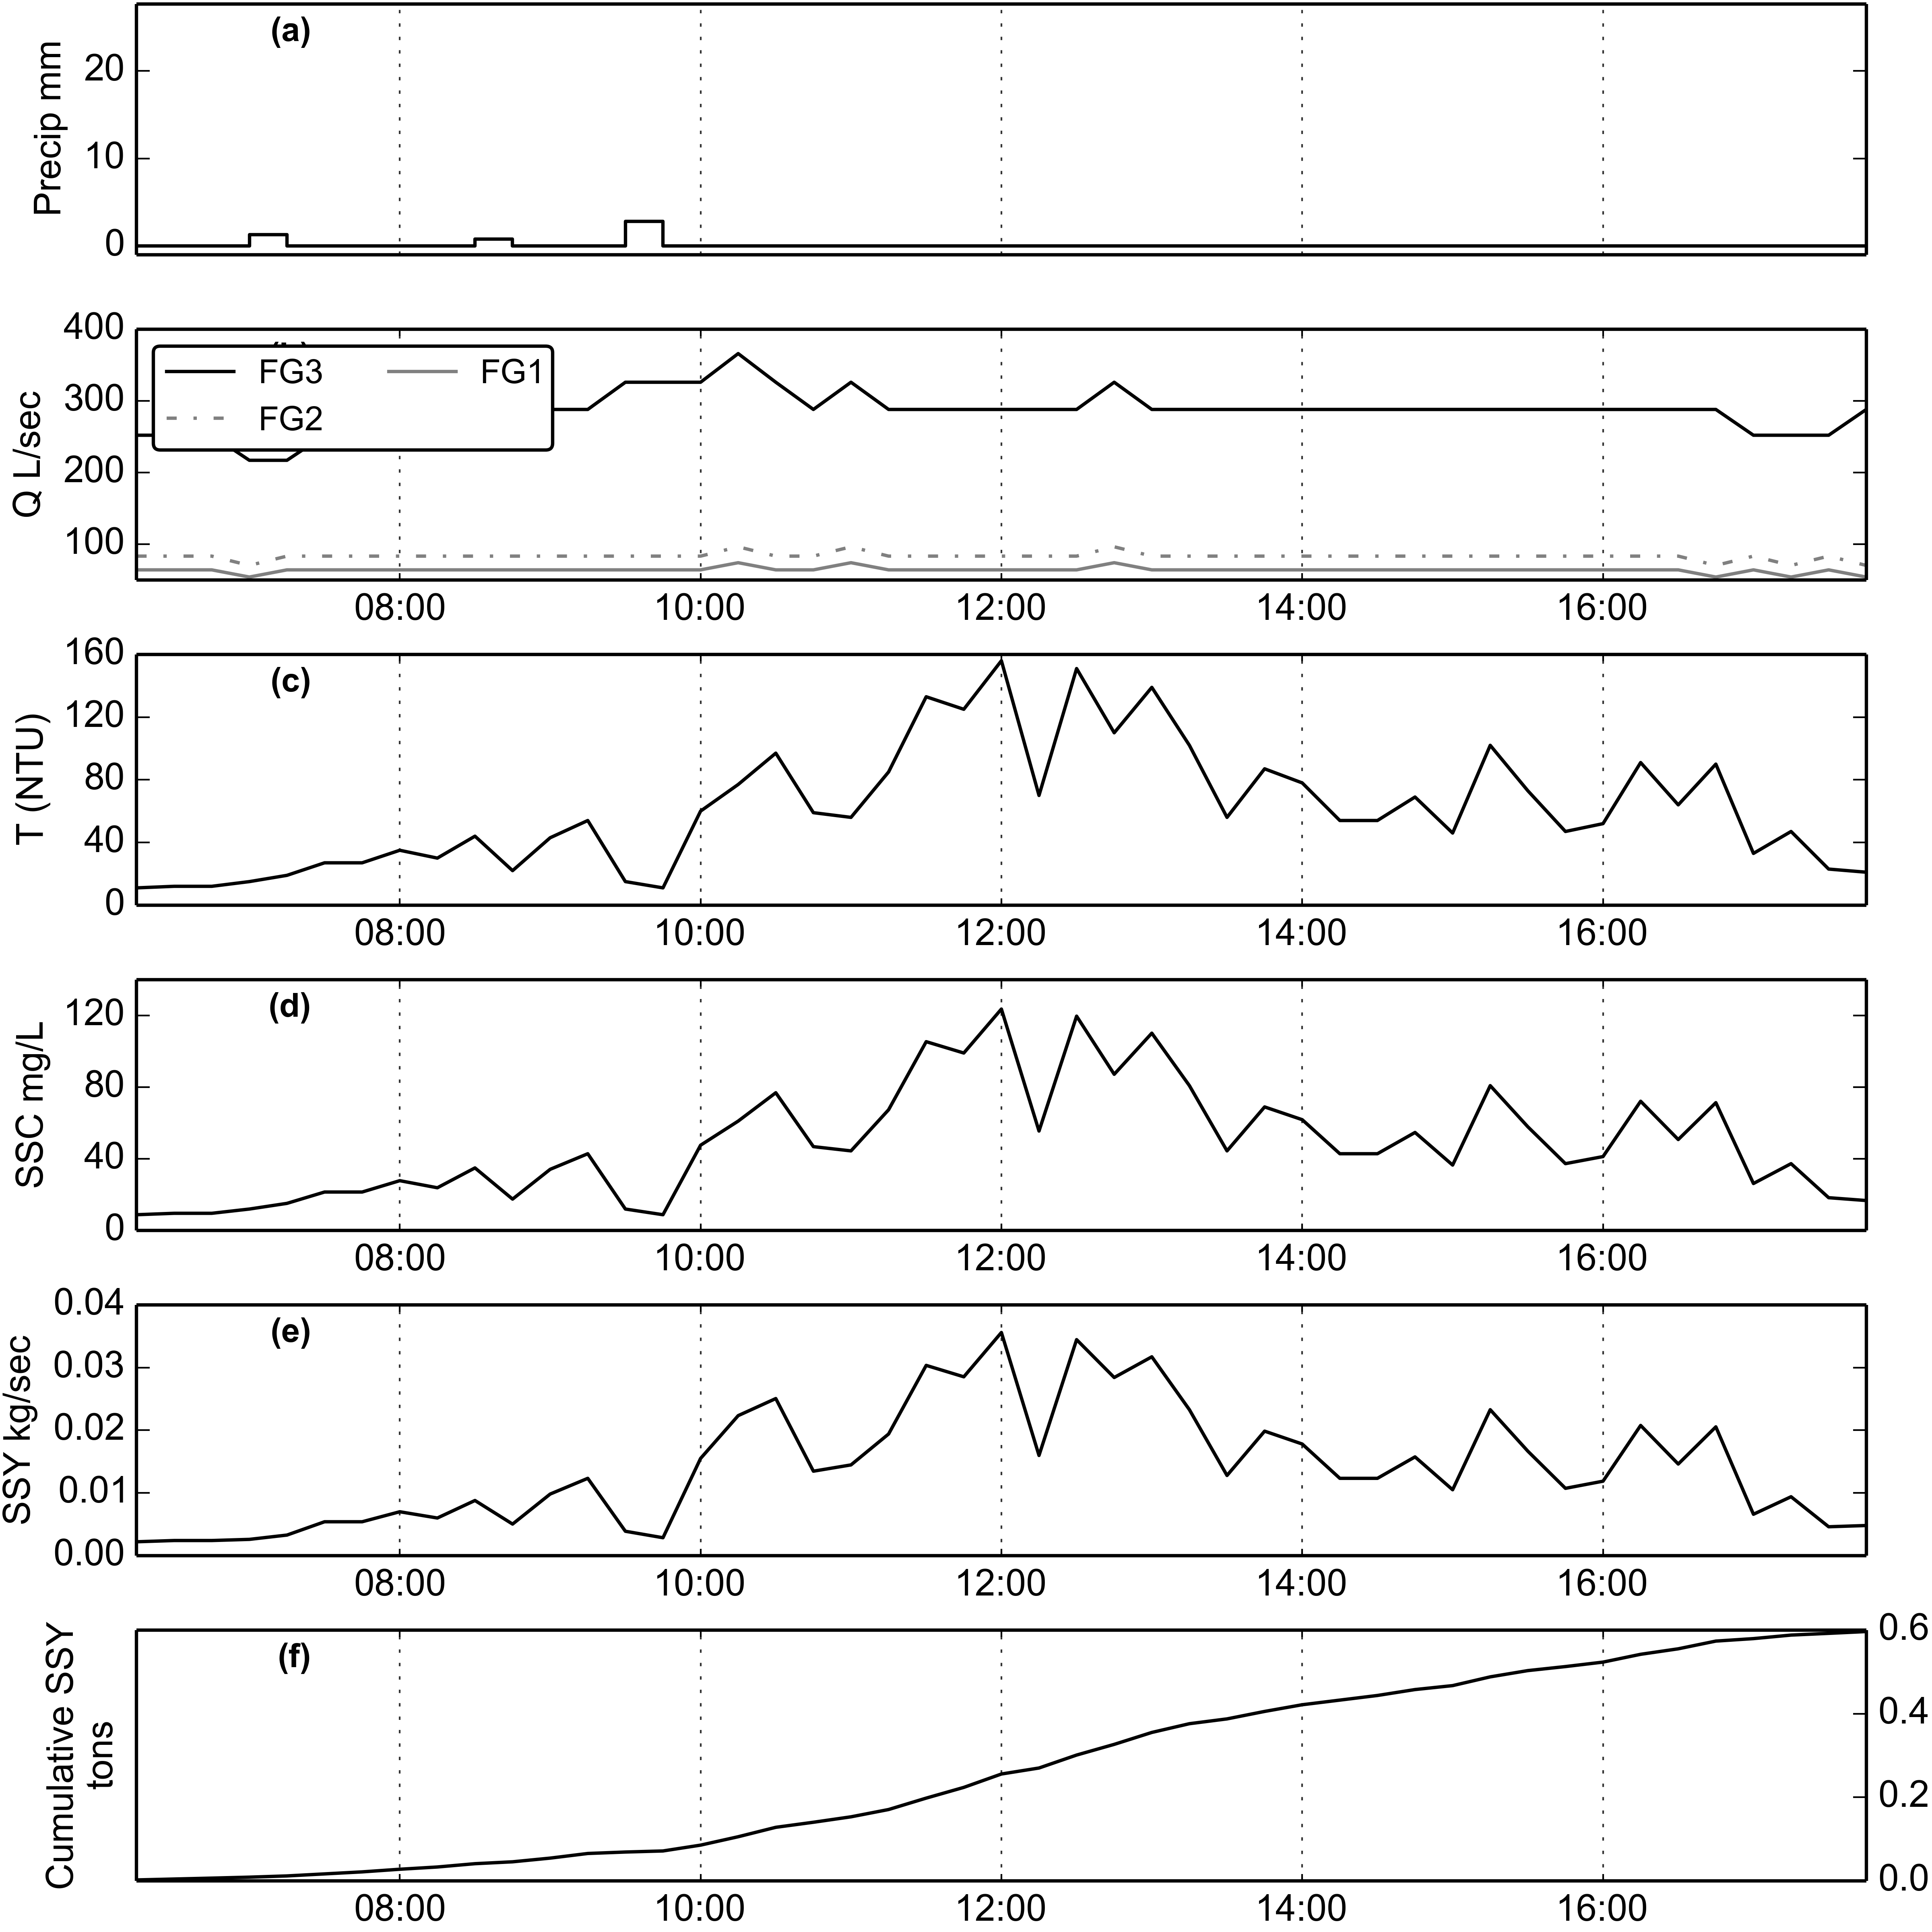 (a)
Precip mm
20
10
0
Q L/sec
400
300
200
100
FG3 FG1
FG2
08:00 10:00 12:00 14:00 16:00
(c)
T (NTU)
160
120
80
40
0
08:00 10:00 12:00 14:00 16:00
(d)
SSC mg/L
120
80
40
0
08:00 10:00 12:00 14:00 16:00
(e)
SSY kg/sec
0.04
0.03
0.02
0.01
0.00
08:00 10:00 12:00 14:00 16:00
(f)
Cumulative SSY
tons
0.6
0.4
0.2
0.0
08:00 10:00 12:00 14:00 16:00